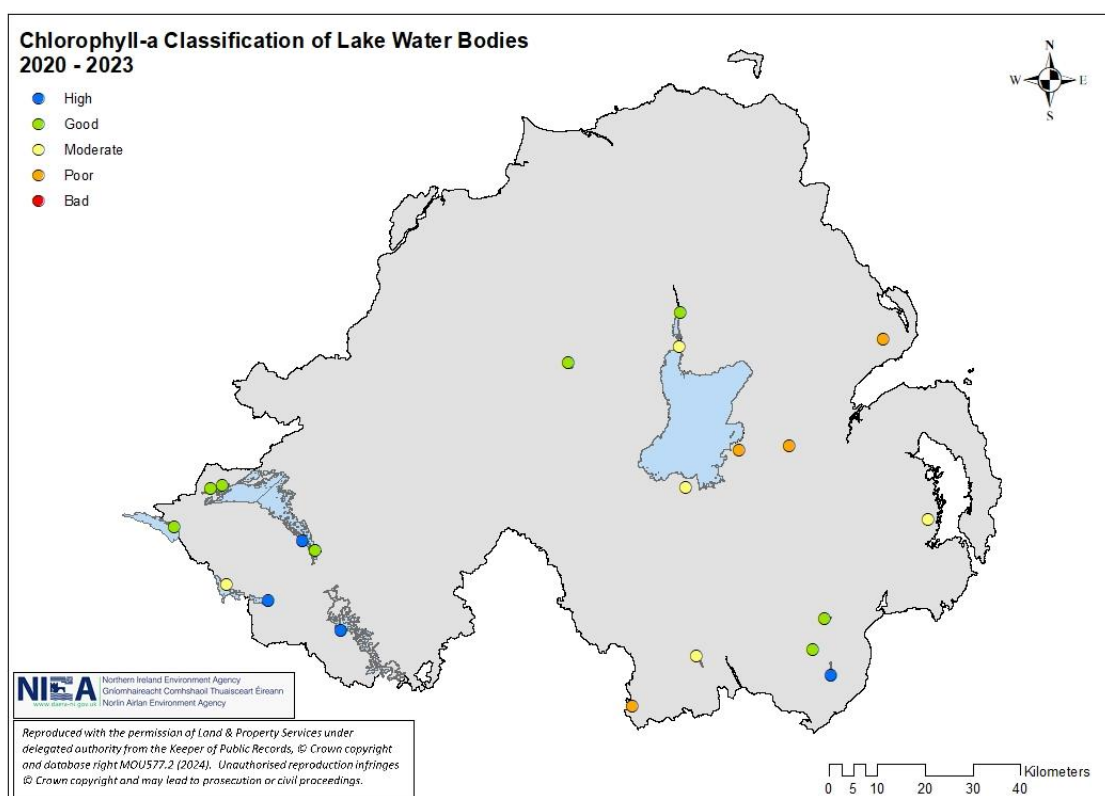 Chlorophyll-a Classification of Lake Water Bodies
2020 - 2023
High
Good
Moderate
Poor
Bad
N
W E
S
NIEA
www.daera-ni.gov.uk
Northern Ireland Environment Agency
Gníomhaireacht Comhshaoil Thuaisceart Éireann
Norlin Airlan Environment Agency
Reproduced with the permission of Land & Property Services under
delegated authority from the Keeper of Public Records, © Crown copyright
and database right MOU577.2 (2024). Unauthorised reproduction infringes
© Crown copyright and may lead to prosecution or civil proceedings.
Kilometers
0 5 10 20 30 40